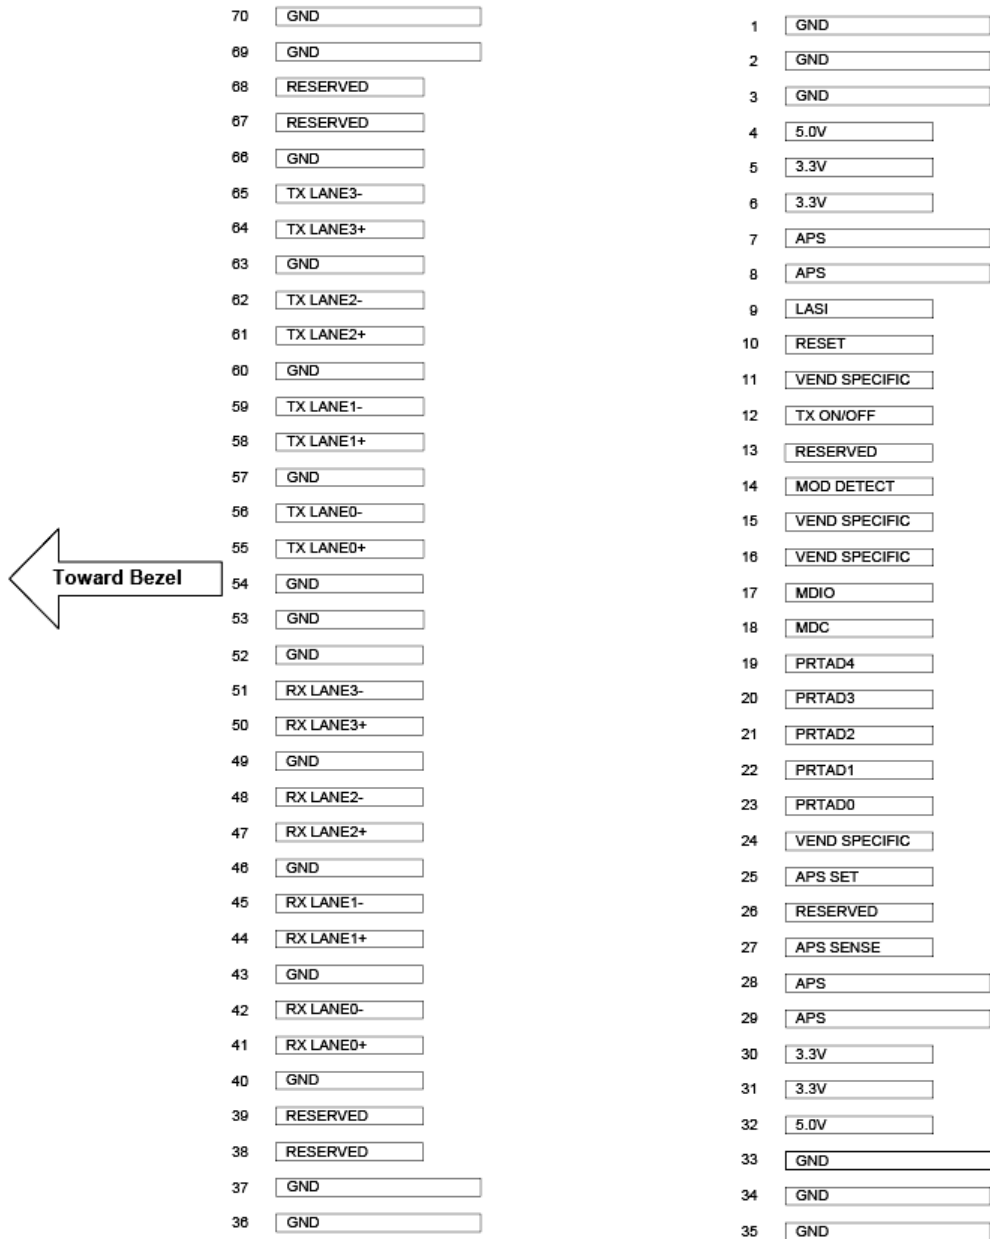 70 GND
69 GND
68 RESERVED
67 RESERVED
66 GND
65 TX LANE3-
64 TX LANE3+
63 GND
62 TX LANE2-
61 TX LANE2+
60 GND
59 TX LANE1-
58 TX LANE1+
57 GND
56 TX LANE0-
55 TX LANE0+
Toward Bezel
54 GND
53 GND
52 GND
51 RX LANE3-
50 RX LANE3+
49 GND
48 RX LANE2-
47 RX LANE2+
46 GND
45 RX LANE1-
44 RX LANE1+
43 GND
42 RX LANE0-
41 RX LANE0+
40 GND
39 RESERVED
38 RESERVED
37 GND
36 GND
1 GND
2 GND
3 GND
4 5.0V
5 3.3V
6 3.3V
7 APS
8 APS
9 LASI
10 RESET
11 VEND SPECIFIC
12 TX ON/OFF
13 RESERVED
14 MOD DETECT
15 VEND SPECIFIC
16 VEND SPECIFIC
17 MDIO
18 MDC
19 PRTAD4
20 PRTAD3
21 PRTAD2
22 PRTAD1
23 PRTAD0
24 VEND SPECIFIC
25 APS SET
26 RESERVED
27 APS SENSE
28 APS
29 APS
30 3.3V
31 3.3V
32 5.0V
33 GND
34 GND
35 GND